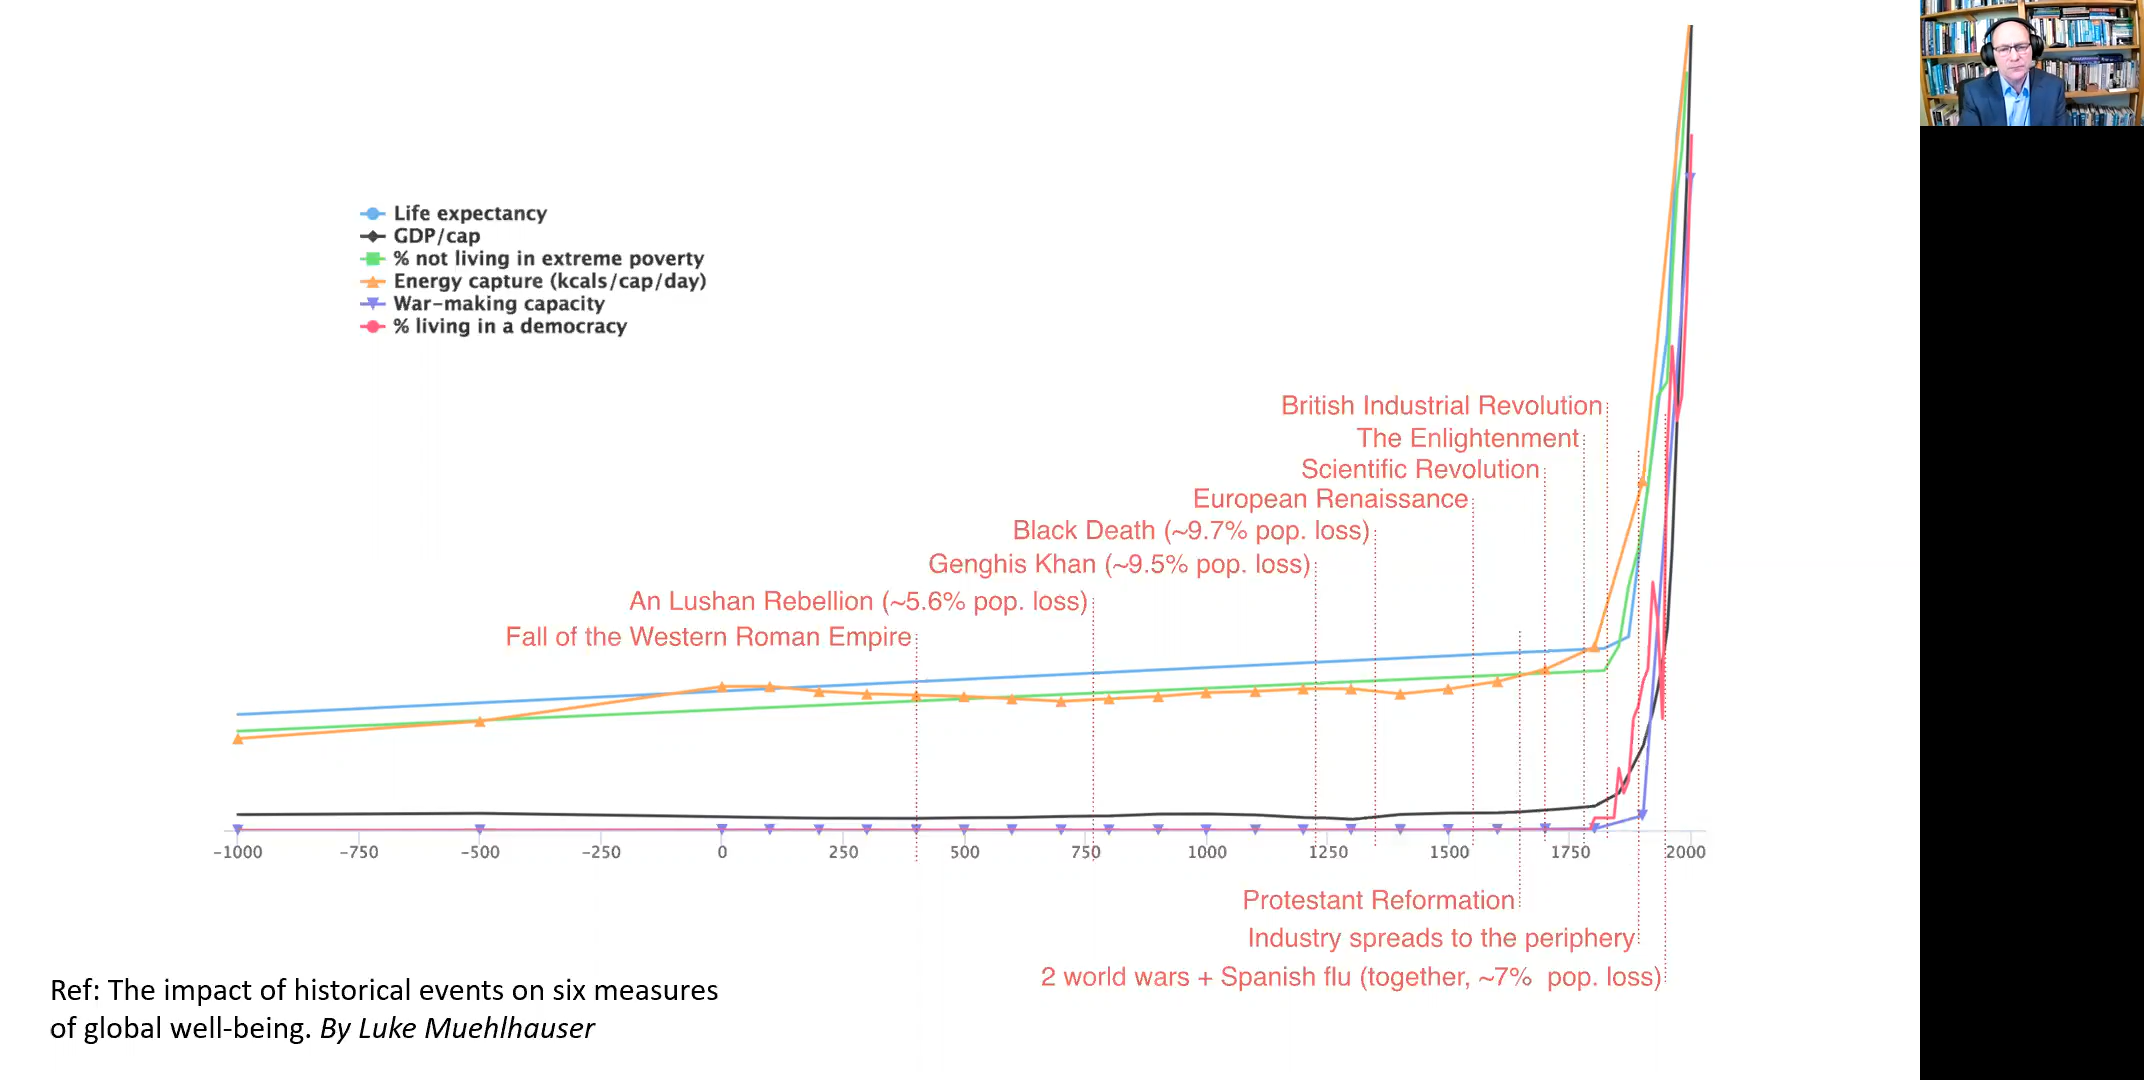 Life expectancy
GDP/cap
% not living in extreme poverty
Energy capture (kcals/cap/day)
War-making capacity
% living in a democracy
British Industrial Revolution
The Enlightenment
Scientific Revolution
European Renaissance
Black Death (~9.7% pop. loss)
Genghis Khan (~9.5% pop. loss)
An Lushan Rebellion (~5.6% pop. loss)
Fall of the Western Roman Empire
-1000 -750 -500 -250 0 250 500 750 1000 1250 1500 1750 2000
Protestant Reformation
Industry spreads to the periphery
2 world wars + Spanish flu (together, ~7% pop. loss)
Ref: The impact of historical events on six measures
of global well-being. By Luke Muehlhauser